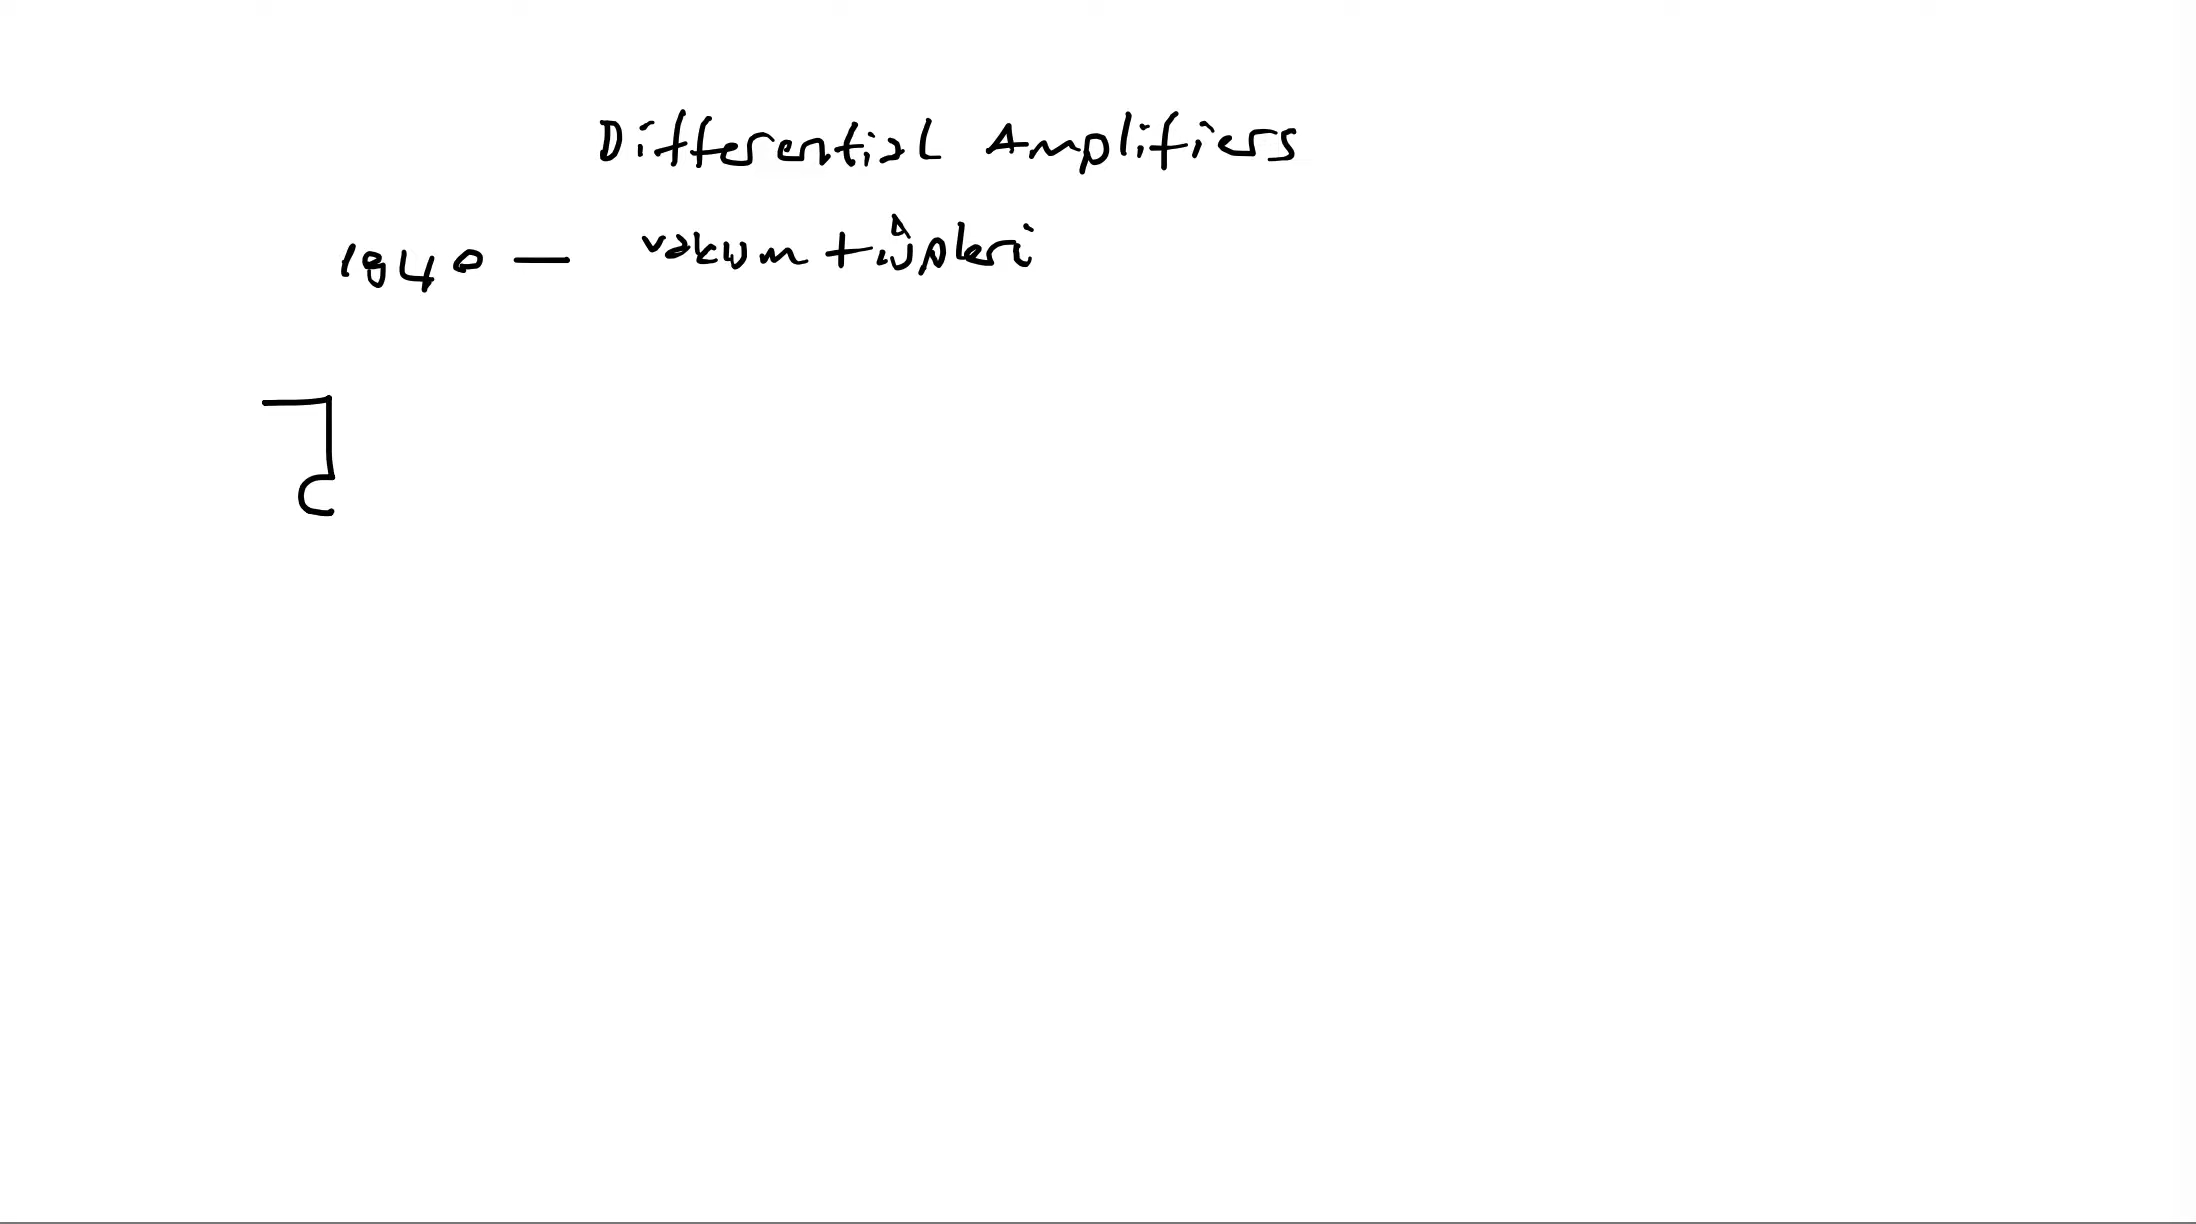 Differential Amplifiers
1940 — vakum tüpleri